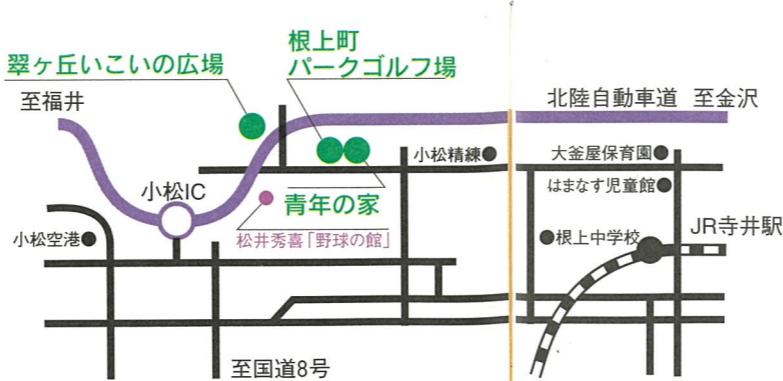 翠ヶ丘いこいの広場
根上町
パークゴルフ場
至福井
北陸自動車道 至金沢
小松精練
大釜屋保育園
はまなす児童館
小松IC
青年の家
松井秀喜「野球の館」
小松空港
根上中学校
JR寺井駅
至国道8号